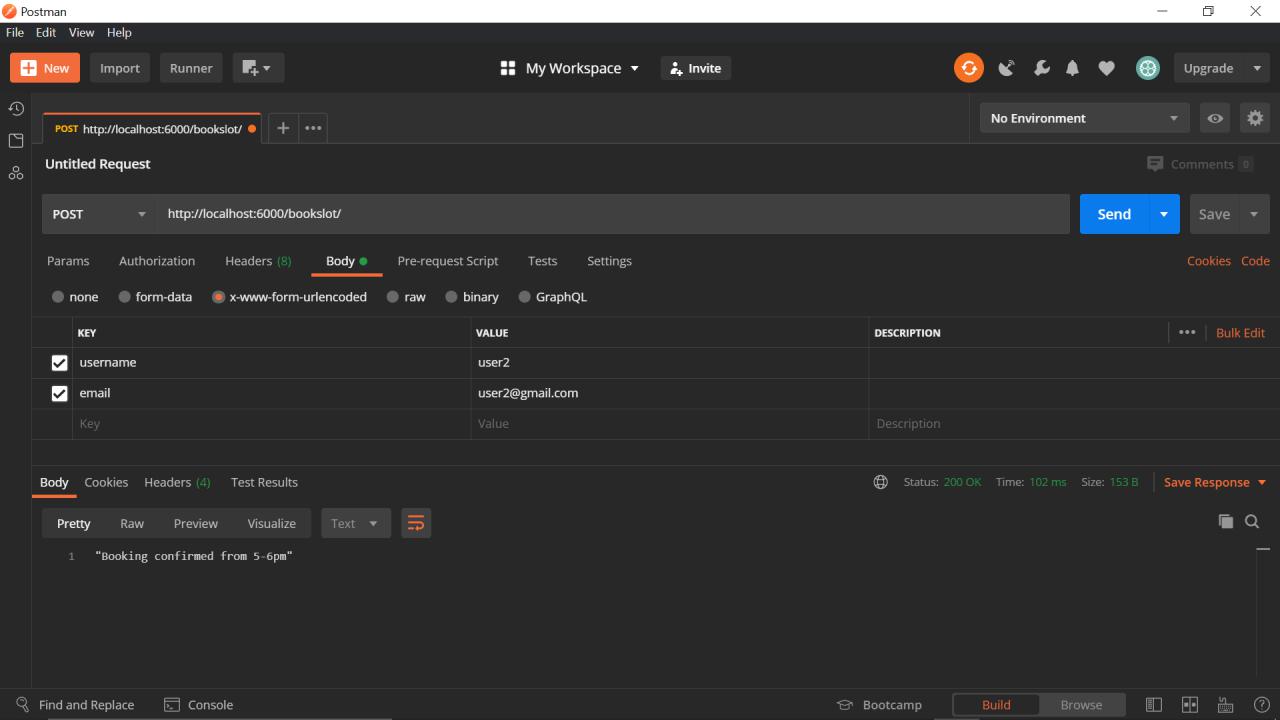 Postman
File Edit View Help
New Import Runner My Workspace Invite Upgrade
POST http://localhost:6000/bookslot/ No Environment
Untitled Request Comments 0
POST http://localhost:6000/bookslot/ Send Save
Params Authorization Headers (8) Body Pre-request Script Tests Settings Cookies Code
none form-data x-www-form-urlencoded raw binary GraphQL
KEY VALUE DESCRIPTION Bulk Edit
username user2
email user2@gmail.com
Key Value Description
Body Cookies Headers (4) Test Results Status: 200 OK Time: 102 ms Size: 153 B Save Response
Pretty Raw Preview Visualize Text
1 "Booking confirmed from 5-6pm"
Find and Replace Console Bootcamp Build Browse